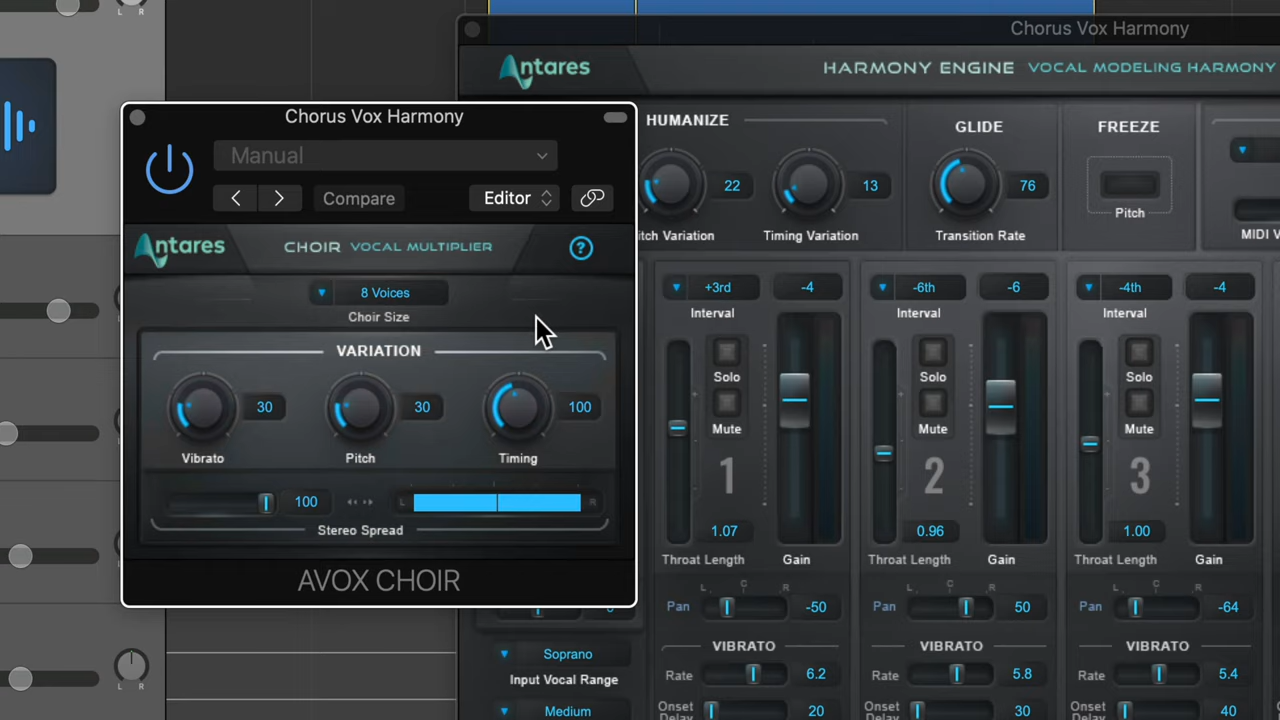 L R
Chorus Vox Harmony
Antares
HARMONY ENGINE VOCAL MODELING HARMONY
Chorus Vox Harmony
Manual
Compare
Editor
Antares
CHOIR VOCAL MULTIPLIER
?
8 Voices
Choir Size
VARIATION
30
30
100
Vibrato
Pitch
Timing
100
L
R
Stereo Spread
AVOX CHOIR
HUMANIZE
22
13
Timing Variation
GLIDE
76
Transition Rate
FREEZE
Pitch
MIDI
+3rd
-4
Interval
Solo
Mute
1
1.07
Throat Length
Gain
L C R
Pan
-50
VIBRATO
Rate
6.2
Onset
Delay
20
-6th
-6
Interval
Solo
Mute
2
0.96
Throat Length
Gain
L C R
Pan
50
VIBRATO
Rate
5.8
Onset
Delay
30
-4th
-4
Interval
Solo
Mute
3
1.00
Throat Length
Gain
L C R
Pan
-64
VIBRATO
Rate
5.4
Onset
Delay
40
Soprano
Input Vocal Range
Medium
L R